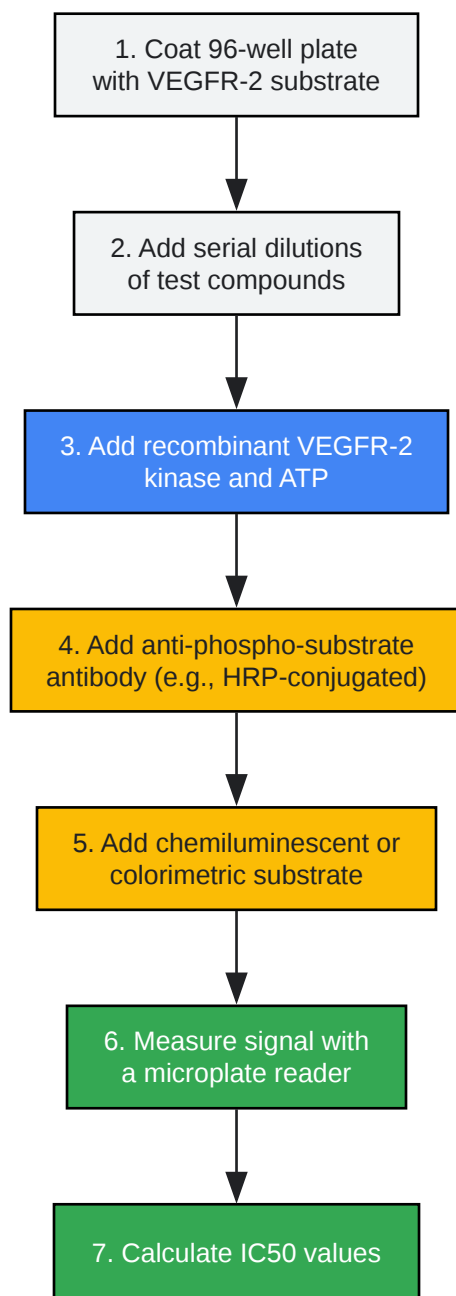 1. Coat 96-well plate
with VEGFR-2 substrate
2. Add serial dilutions
of test compounds
3. Add recombinant VEGFR-2
kinase and ATP
4. Add anti-phospho-substrate
antibody (e.g., HRP-conjugated)
5. Add chemiluminescent or
colorimetric substrate
6. Measure signal with
a microplate reader
7. Calculate IC50 values